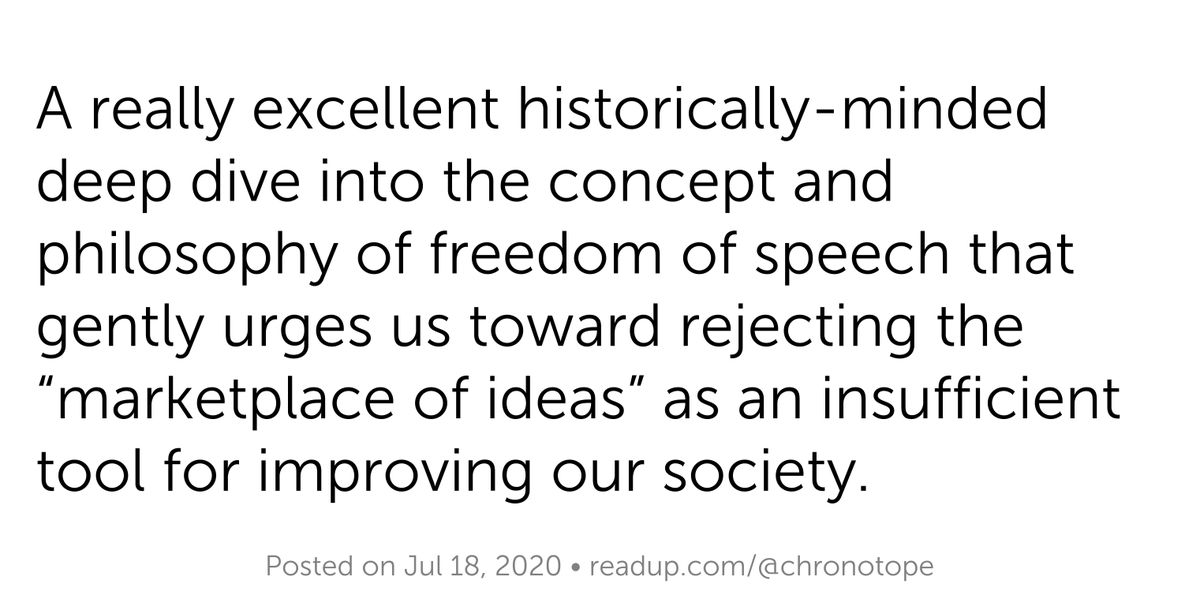 A really excellent historically-minded
deep dive into the concept and
philosophy of freedom of speech that
gently urges us toward rejecting the
“marketplace of ideas” as an insufficient
tool for improving our society.
Posted on Jul 18, 2020 • readup.com/@chronotope